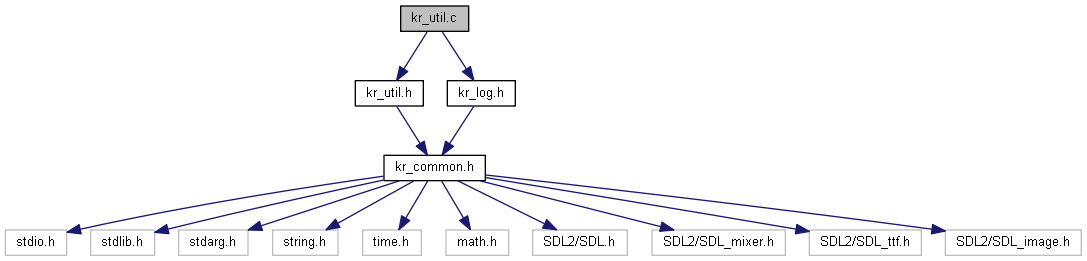 kr_util.c
kr_util.h
kr_log.h
kr_common.h
stdio.h
stdlib.h
stdarg.h
string.h
time.h
math.h
SDL2/SDL.h
SDL2/SDL_mixer.h
SDL2/SDL_ttf.h
SDL2/SDL_image.h